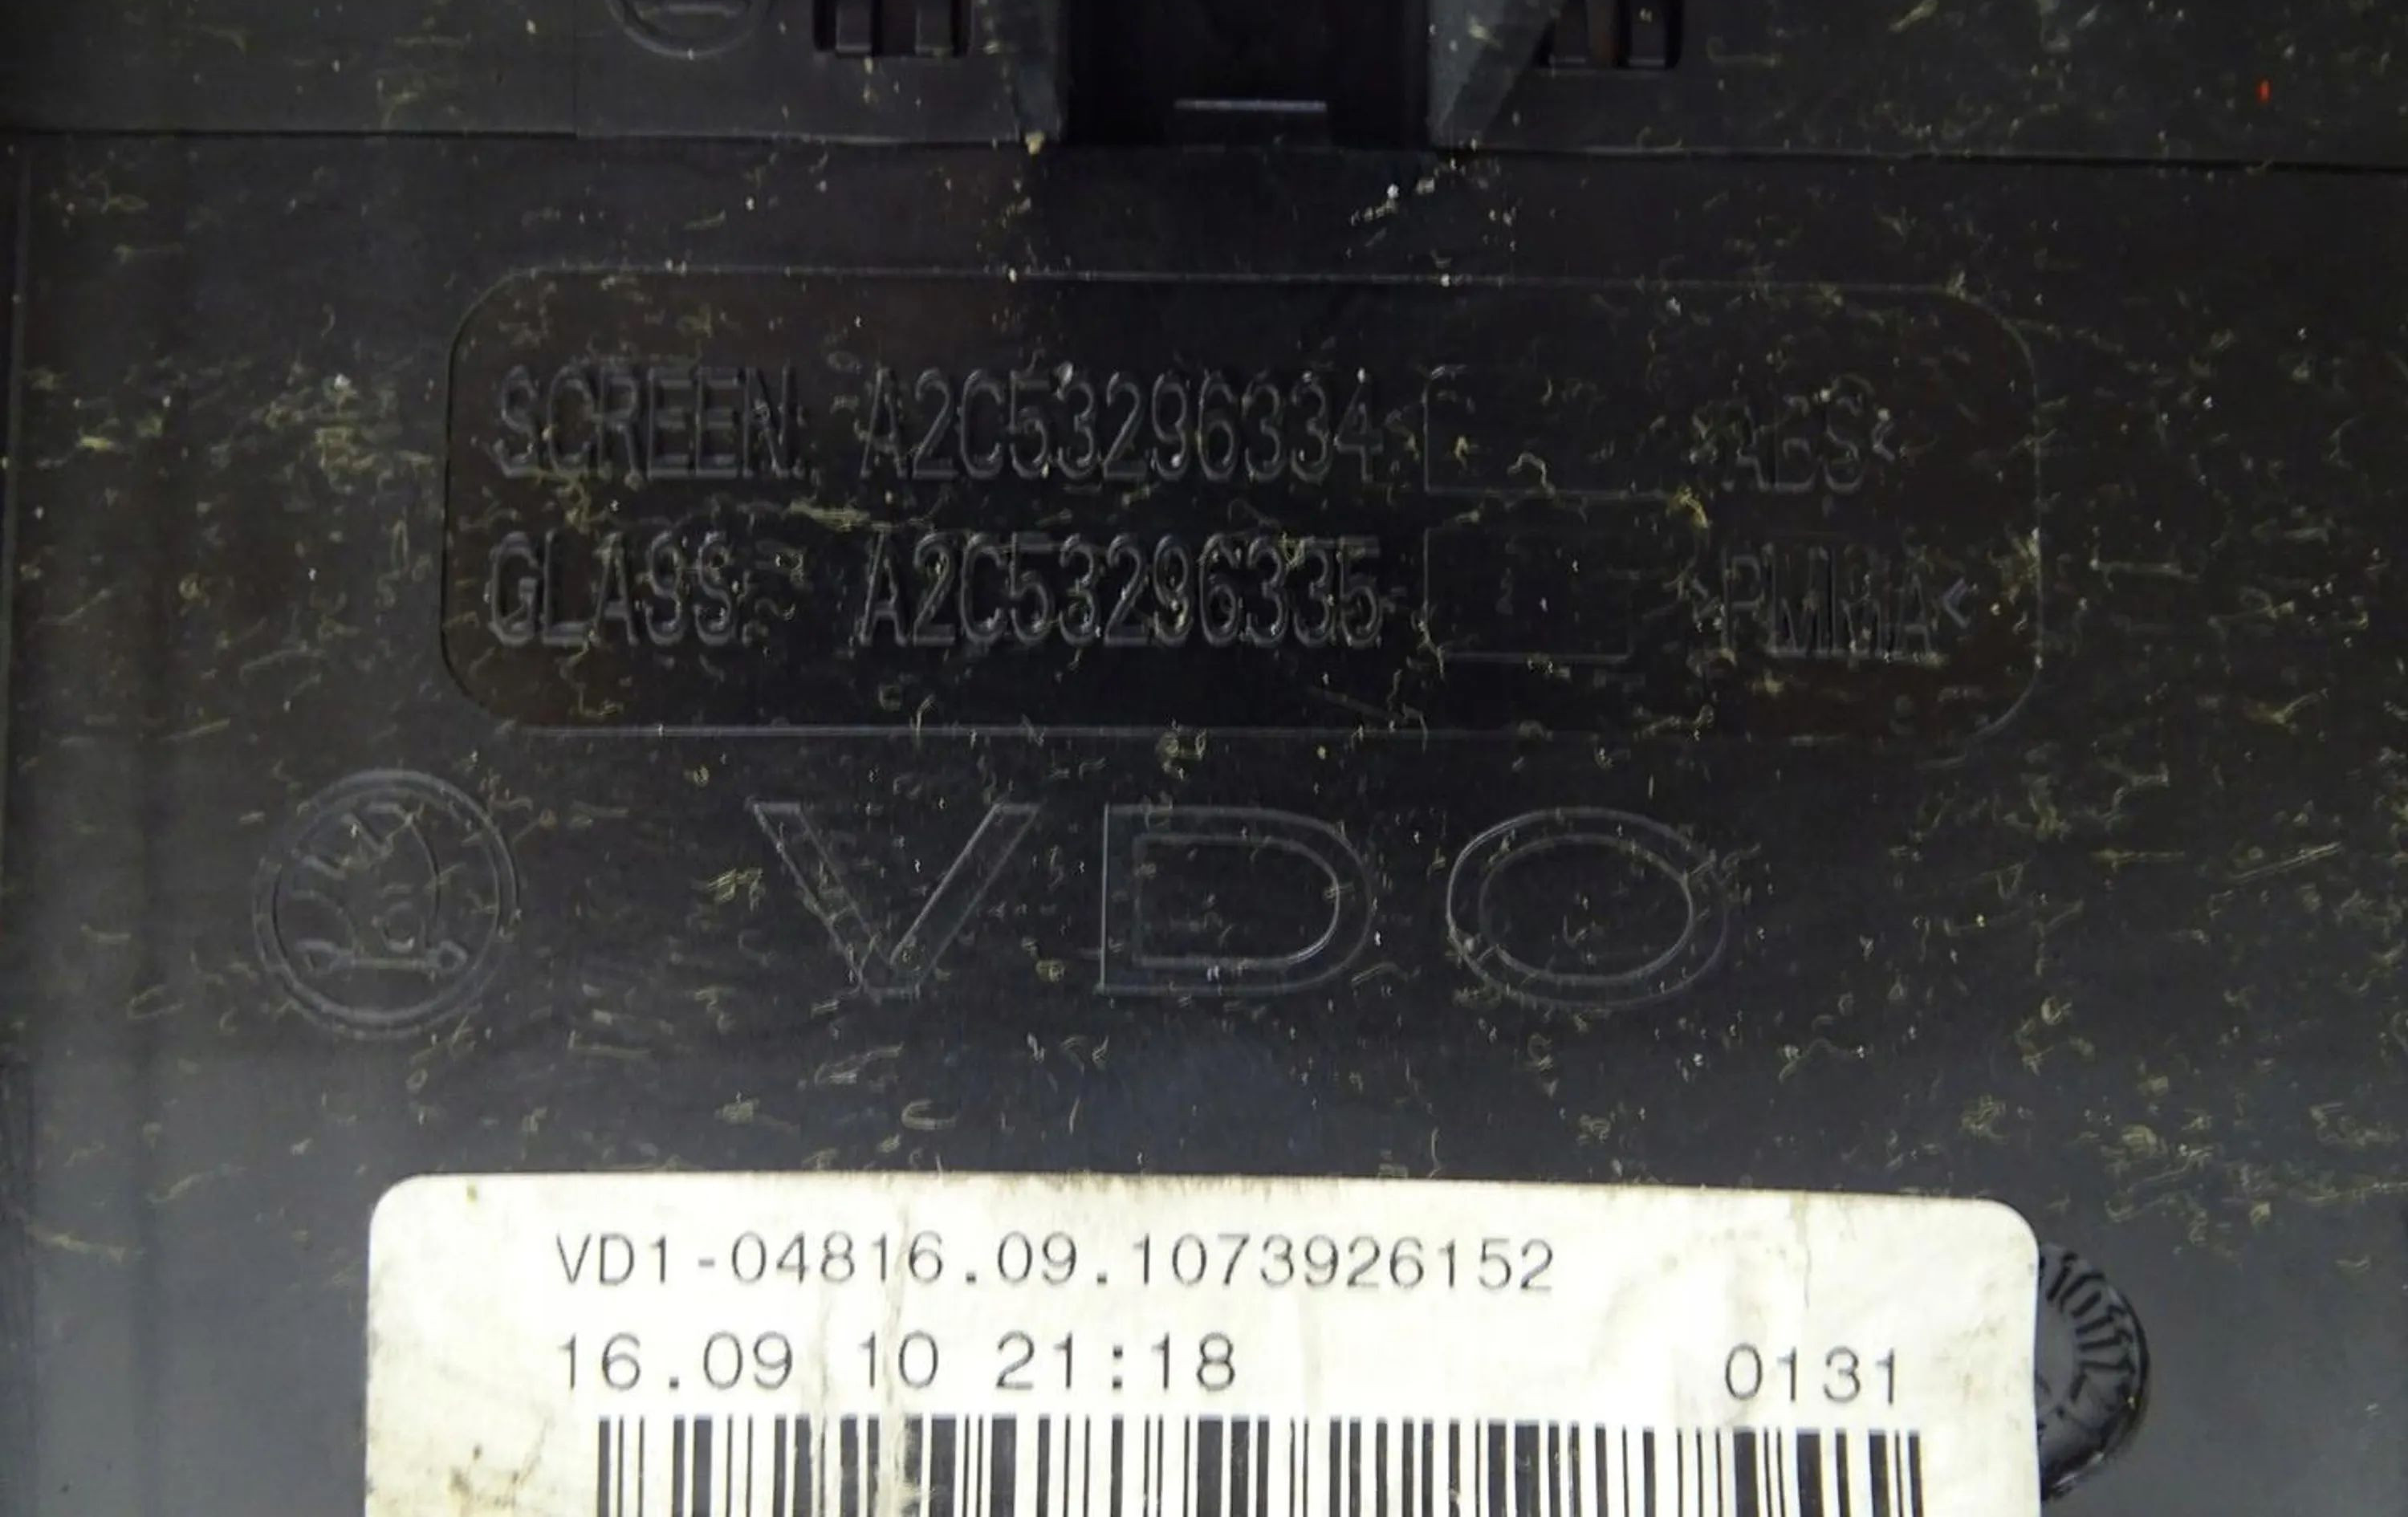 SCREEN: A2C53296334 >ABS<
GLASS: A2C53296335 >PMMA<
VDO
VD1-04816.09.1073926152
16.09 10 21:18 0131